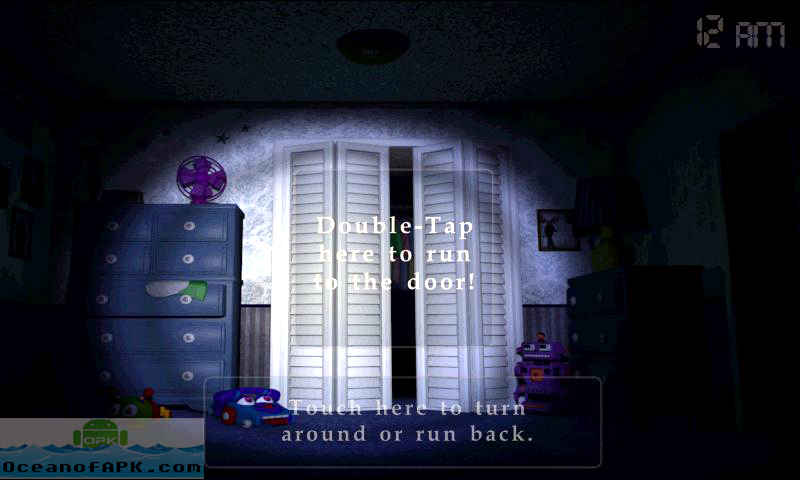 12 AM
Double-Tap
here to run
to the door!
Touch here to turn
around or run back.
APK
OceanofAPK.com